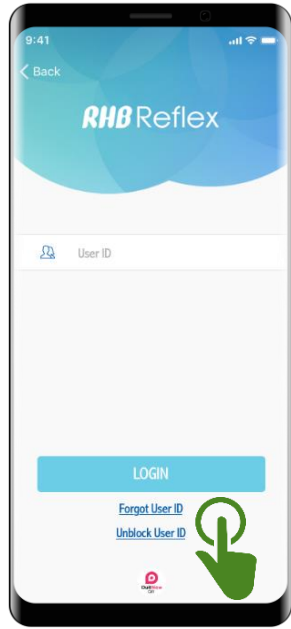 9:41
Back
RHB Reflex
User ID
LOGIN
Forgot User ID
Unblock User ID